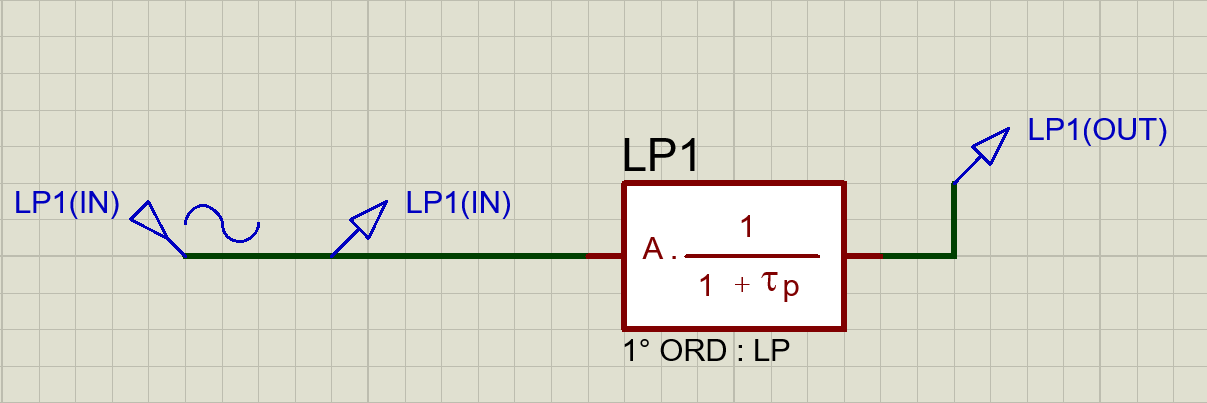 LP1(OUT)
LP1
LP1(IN)
LP1(IN)
A . 1
1 + τp
1° ORD : LP